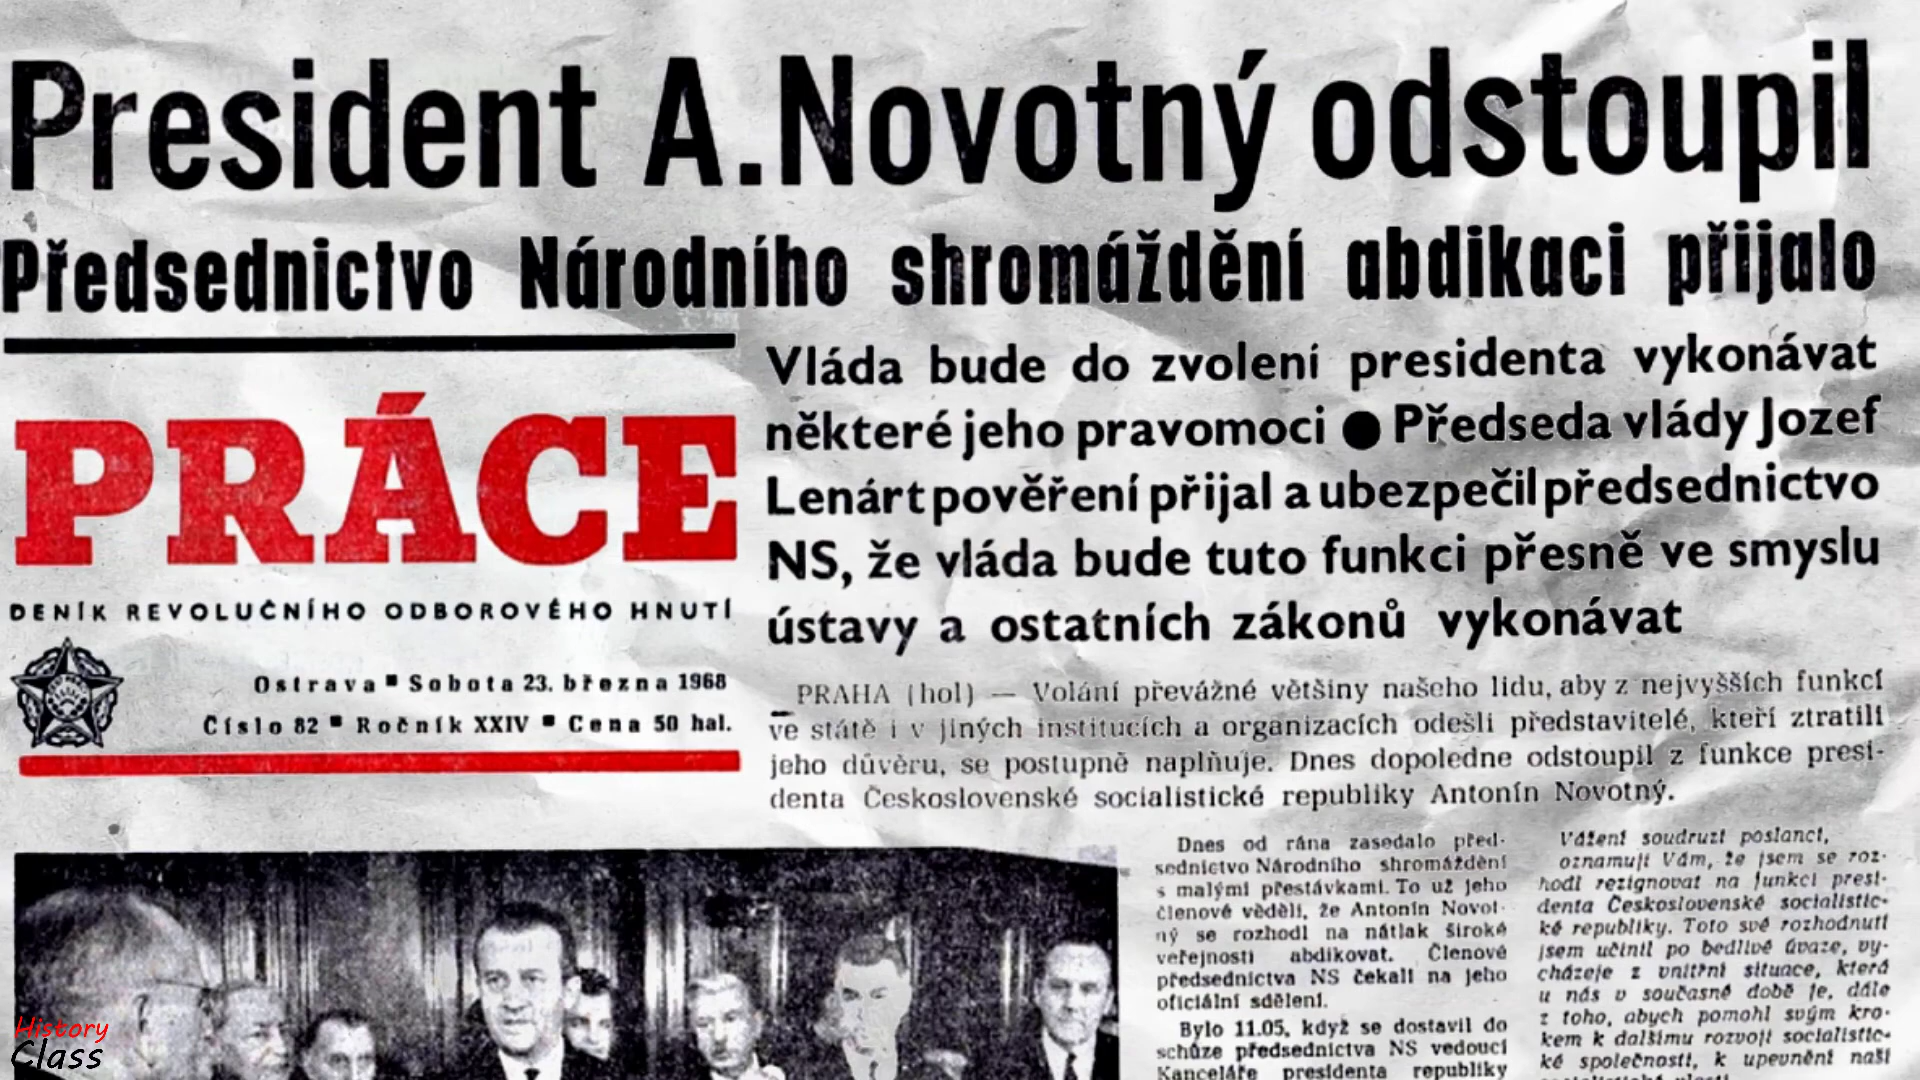 President A. Novotný odstoupil
Předsednictvo Národního shromáždění abdikaci přijalo
PRÁCE
DENÍK REVOLUČNÍHO ODBOROVÉHO HNUTÍ
Ostrava ▪ Sobota 23. března 1968
Číslo 82 ▪ Ročník XXIV ▪ Cena 50 hal.
Vláda bude do zvolení presidenta vykonávat
některé jeho pravomoci ● Předseda vlády Jozef
Lenárt pověření přijal a ubezpečil předsednictvo
NS, že vláda bude tuto funkci přesně ve smyslu
ústavy a ostatních zákonů vykonávat
PRAHA (hol) — Volání převážné většiny našeho lidu, aby z nejvyšších funkcí
ve státě i v jiných institucích a organizacích odešli představitelé, kteří ztratili
jeho důvěru, se postupně naplňuje. Dnes dopoledne odstoupil z funkce presi-
denta Československé socialistické republiky Antonín Novotný.
Dnes od rána zasedalo před-
sednictvo Národního shromáždění
s malými přestávkami. To už jeho
členové věděli, že Antonín Novot-
ný se rozhodl na nátlak široké
veřejnosti abdikovat. Členové
předsednictva NS čekali na jeho
oficiální sdělení.
Bylo 11.05, když se dostavil do
schůze předsednictva NS vedoucí
Kanceláře presidenta republiky
Vážení soudruzi poslanci,
oznamuji Vám, že jsem se roz-
hodl rezignovat na funkci presi-
denta Československé socialistic-
ké republiky. Toto své rozhodnutí
jsem učinil po bedlivé úvaze, vy-
cházeje z vnitřní situace, která
u nás v současné době je, dále
z toho, abych pomohl svým kro-
kem k dalšímu rozvoji socialistic-
ké společnosti, k upevnění naší
History
Class